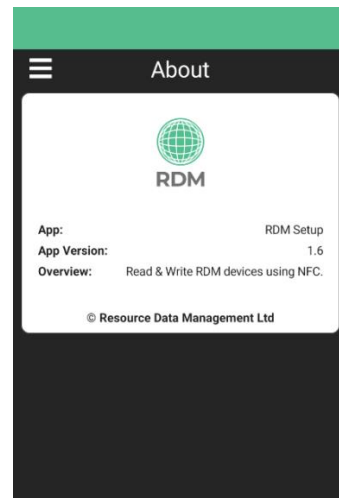 About
RDM
App: RDM Setup
App Version: 1.6
Overview: Read & Write RDM devices using NFC.
© Resource Data Management Ltd